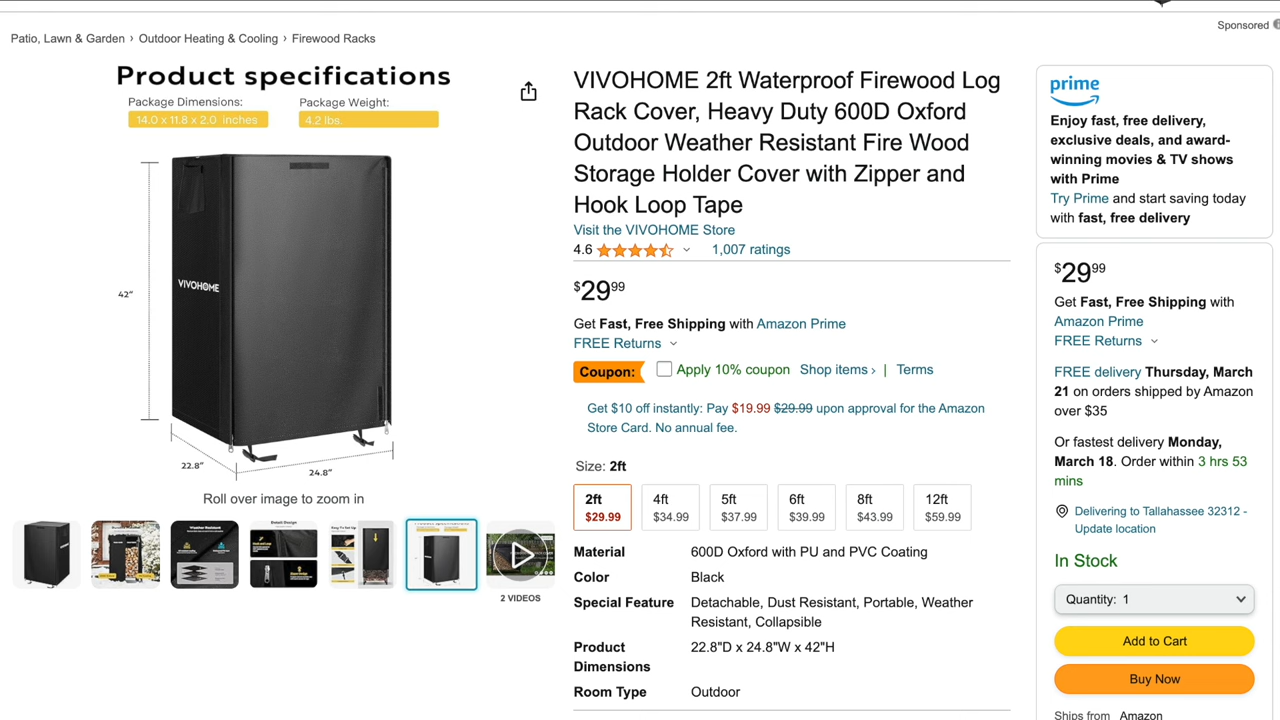 Sponsored
Patio, Lawn & Garden › Outdoor Heating & Cooling › Firewood Racks
Product specifications
Package Dimensions:
14.0 x 11.8 x 2.0 inches
Package Weight:
4.2 lbs.
42"
VIVOHOME
22.8"
24.8"
Roll over image to zoom in
2 VIDEOS
VIVOHOME 2ft Waterproof Firewood Log
Rack Cover, Heavy Duty 600D Oxford
Outdoor Weather Resistant Fire Wood
Storage Holder Cover with Zipper and
Hook Loop Tape
Visit the VIVOHOME Store
4.6 1,007 ratings
$29 99
Get Fast, Free Shipping with Amazon Prime
FREE Returns
Coupon: Apply 10% coupon Shop items › | Terms
Get $10 off instantly: Pay $19.99 $29.99 upon approval for the Amazon
Store Card. No annual fee.
Size: 2ft
2ft
$29.99
4ft
$34.99
5ft
$37.99
6ft
$39.99
8ft
$43.99
12ft
$59.99
Material 600D Oxford with PU and PVC Coating
Color Black
Special Feature Detachable, Dust Resistant, Portable, Weather
Resistant, Collapsible
Product
Dimensions
22.8"D x 24.8"W x 42"H
Room Type Outdoor
prime
Enjoy fast, free delivery,
exclusive deals, and award-
winning movies & TV shows
with Prime
Try Prime and start saving today
with fast, free delivery
$29 99
Get Fast, Free Shipping with
Amazon Prime
FREE Returns
FREE delivery Thursday, March
21 on orders shipped by Amazon
over $35
Or fastest delivery Monday,
March 18. Order within 3 hrs 53
mins
Delivering to Tallahassee 32312 -
Update location
In Stock
Quantity: 1
Add to Cart
Buy Now
Ships from Amazon